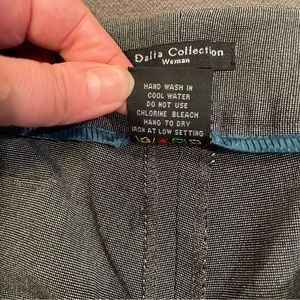 Dalia Collection
Woman
HAND WASH IN
COOL WATER
DO NOT USE
CHLORINE BLEACH
HANG TO DRY
IRON AT LOW SETTING